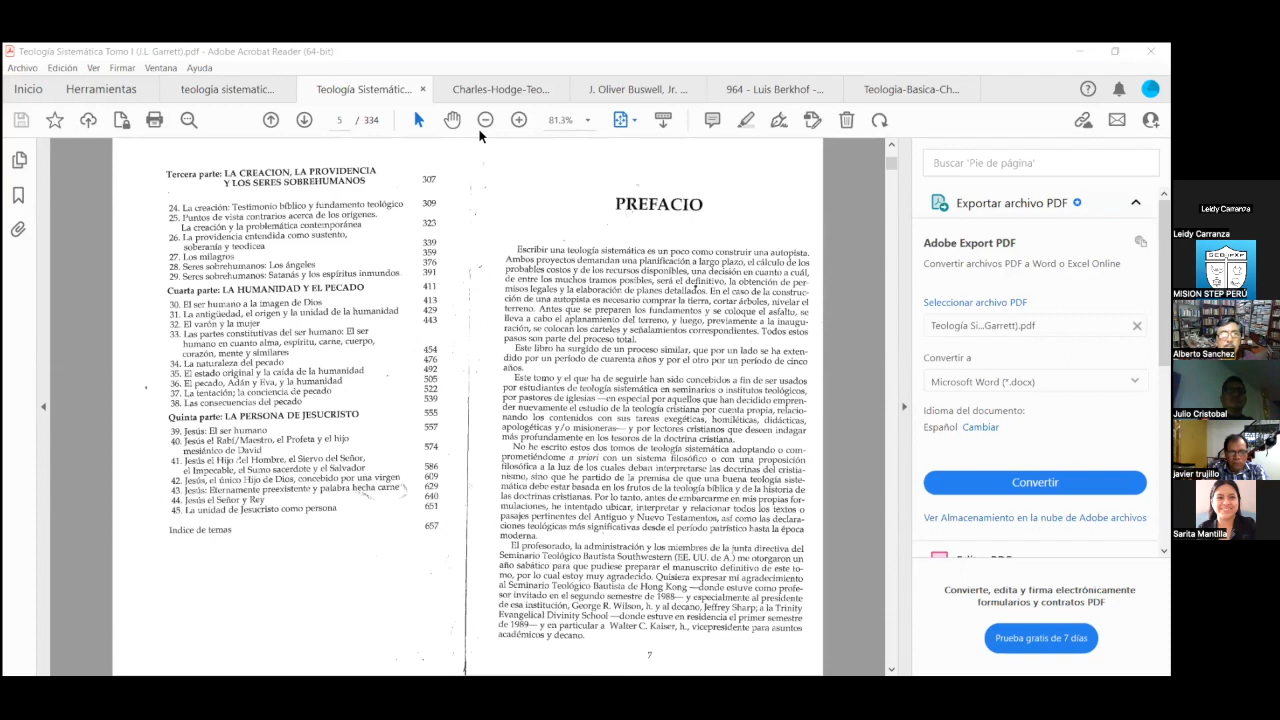 Teología Sistemática Tomo I (J.L. Garrett).pdf - Adobe Acrobat Reader (64-bit)
Archivo Edición Ver Firmar Ventana Ayuda
Inicio Herramientas teologia sistematic... Teología Sistemátic... × Charles-Hodge-Teo... J. Oliver Buswell, Jr. ... 964 - Luis Berkhof -... Teologia-Basica-Ch...
5 / 334 81.3%
Tercera parte: LA CREACION, LA PROVIDENCIA
Y LOS SERES SOBREHUMANOS 307
24. La creación: Testimonio bíblico y fundamento teológico 309
25. Puntos de vista contrarios acerca de los orígenes.
La creación y la problemática contemporánea 323
26. La providencia entendida como sustento,
soberanía y teodicea 339
27. Los milagros 359
28. Seres sobrehumanos: Los ángeles 376
29. Seres sobrehumanos: Satanás y los espíritus inmundos 391
Cuarta parte: LA HUMANIDAD Y EL PECADO 411
30. El ser humano a la imagen de Dios 413
31. La antigüedad, el origen y la unidad de la humanidad 429
32. El varón y la mujer 443
33. Las partes constitutivas del ser humano: El ser
humano en cuanto alma, espíritu, carne, cuerpo,
corazón, mente y similares 454
34. La naturaleza del pecado 476
35. El estado original y la caída de la humanidad 492
36. El pecado, Adán y Eva, y la humanidad 505
37. La tentación; la conciencia de pecado 522
38. Las consecuencias del pecado 539
Quinta parte: LA PERSONA DE JESUCRISTO 555
39. Jesús: El ser humano 557
40. Jesús el Rabí/Maestro, el Profeta y el hijo
mesiánico de David 574
41. Jesús el Hijo del Hombre, el Siervo del Señor,
el Impecable, el Sumo sacerdote y el Salvador 586
42. Jesús, el único Hijo de Dios, concebido por una virgen 609
43. Jesús: Eternamente preexistente y palabra hecha carne 629
44. Jesús el Señor y Rey 640
45. La unidad de Jesucristo como persona 651
Indice de temas 657
PREFACIO
Escribir una teología sistemática es un poco como construir una autopista.
Ambos proyectos demandan una planificación a largo plazo, el cálculo de los
probables costos y de los recursos disponibles, una decisión en cuanto a cuál,
de entre los muchos tramos posibles, será el definitivo, la obtención de per-
misos legales y la elaboración de planes detallados. En el caso de la construc-
ción de una autopista es necesario comprar la tierra, cortar árboles, nivelar el
terreno. Antes que se preparen los fundamentos y se coloque el asfalto, se
lleva a cabo el aplanamiento del terreno, y luego, previamente a la inaugu-
ración, se colocan los carteles y señalamientos correspondientes. Todos estos
pasos son parte del proceso total.
Este libro ha surgido de un proceso similar, que por un lado se ha exten-
dido por un período de cuarenta años y por el otro por un período de cinco
años.
Este tomo y el que ha de seguirle han sido concebidos a fin de ser usados
por estudiantes de teología sistemática en seminarios o institutos teológicos,
por pastores de iglesias —en especial por aquellos que han decidido empren-
der nuevamente el estudio de la teología cristiana por cuenta propia, relacio-
nando los contenidos con sus tareas exegéticas, homiléticas, didácticas,
apologéticas y/o misioneras— y por lectores cristianos que deseen indagar
más profundamente en los tesoros de la doctrina cristiana.
No he escrito estos dos tomos de teología sistemática adoptando o com-
prometiéndome a priori con un sistema filosófico o con una proposición
filosófica a la luz de los cuales deban interpretarse las doctrinas del cristia-
nismo, sino que he partido de la premisa de que una buena teología siste-
mática debe estar basada en los frutos de la teología bíblica y de la historia de
las doctrinas cristianas. Por lo tanto, antes de embarcarme en mis propias for-
mulaciones, he intentado ubicar, interpretar y relacionar todos los textos o
pasajes pertinentes del Antiguo y Nuevo Testamentos, así como las declara-
ciones teológicas más significativas desde el período patrístico hasta la época
moderna.
El profesorado, la administración y los miembros de la junta directiva del
Seminario Teológico Bautista Southwestern (EE. UU. de A.) me otorgaron un
año sabático para que pudiese preparar el manuscrito definitivo de este to-
mo, por lo cual estoy muy agradecido. Quisiera expresar mi agradecimiento
al Seminario Teológico Bautista de Hong Kong —donde estuve como profe-
sor invitado en el segundo semestre de 1988— y especialmente al presidente
de esa institución, George R. Wilson, h. y al decano, Jeffrey Sharp; a la Trinity
Evangelical Divinity School —donde estuve en residencia el primer semestre
de 1989— y en particular a Walter C. Kaiser, h., vicepresidente para asuntos
académicos y decano.
7
Buscar 'Pie de página'
Exportar archivo PDF
Adobe Export PDF
Convertir archivos PDF a Word o Excel Online
Seleccionar archivo PDF
Teología Si...Garrett).pdf
Convertir a
Microsoft Word (*.docx)
Idioma del documento:
Español Cambiar
Convertir
Ver Almacenamiento en la nube de Adobe archivos
Convierte, edita y firma electrónicamente
formularios y contratos PDF
Prueba gratis de 7 días
Leidy Carranza
Leidy Carranza
MISION STEP PERÚ
Alberto Sanchez
Julio Cristobal
javier trujillo
Sarita Mantilla